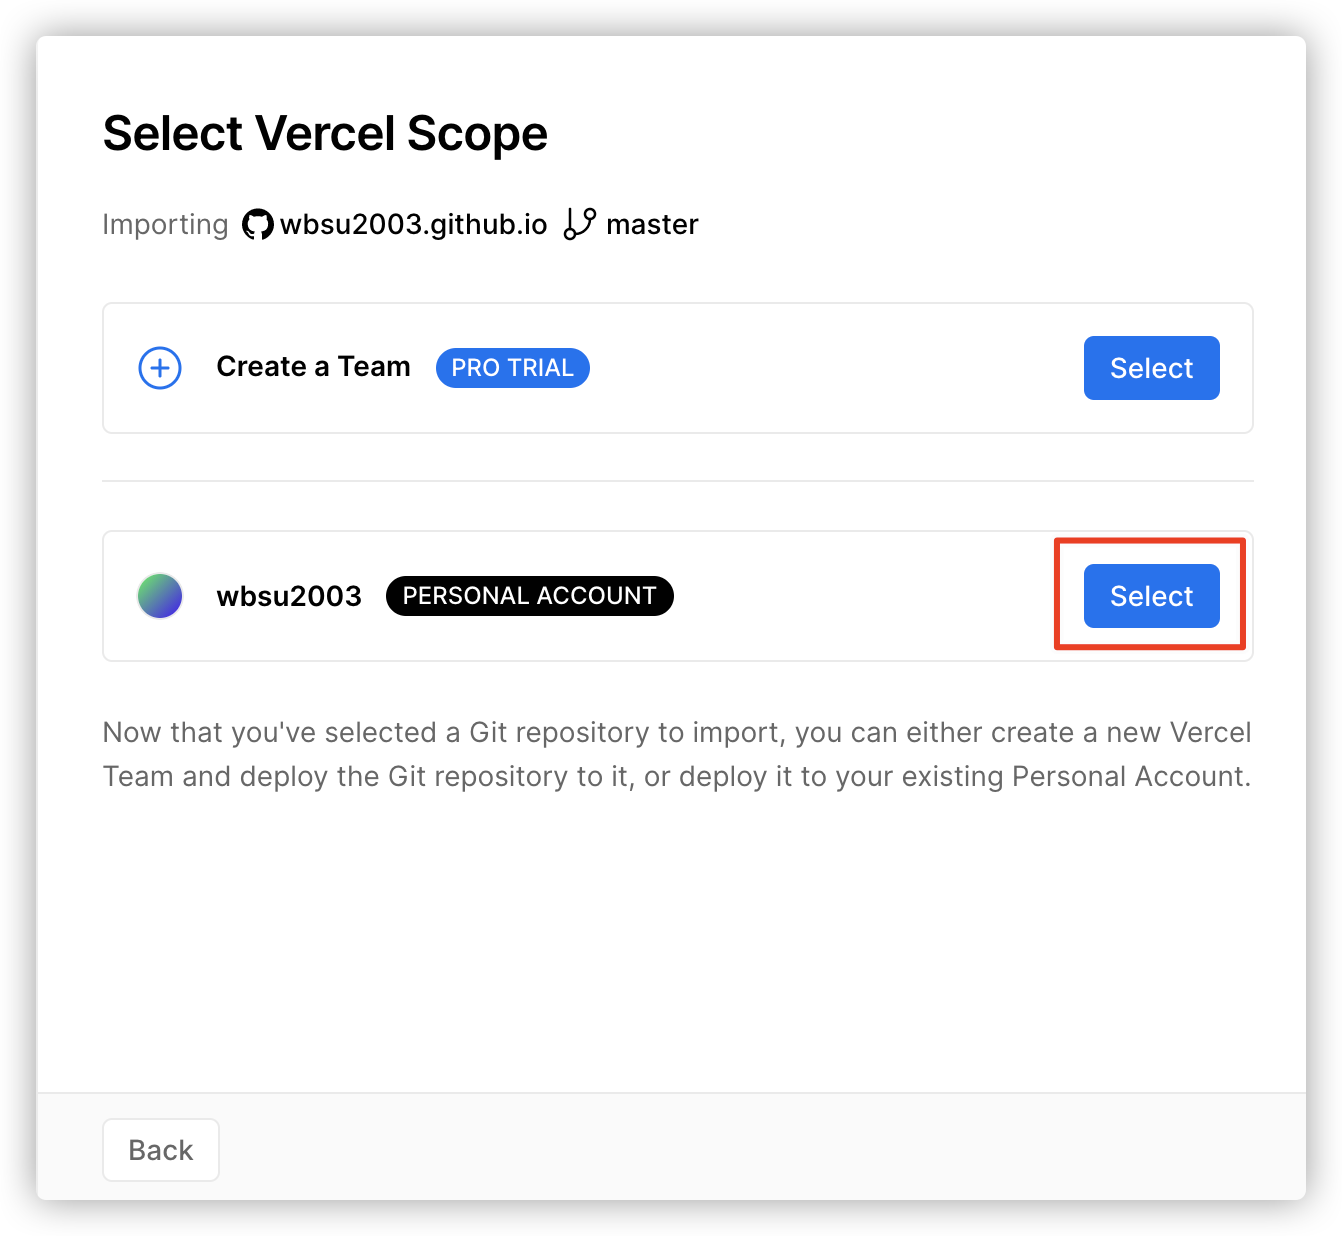 Select Vercel Scope
Importing wbsu2003.github.io master
Create a Team PRO TRIAL Select
wbsu2003 PERSONAL ACCOUNT Select
Now that you've selected a Git repository to import, you can either create a new Vercel
Team and deploy the Git repository to it, or deploy it to your existing Personal Account.
Back